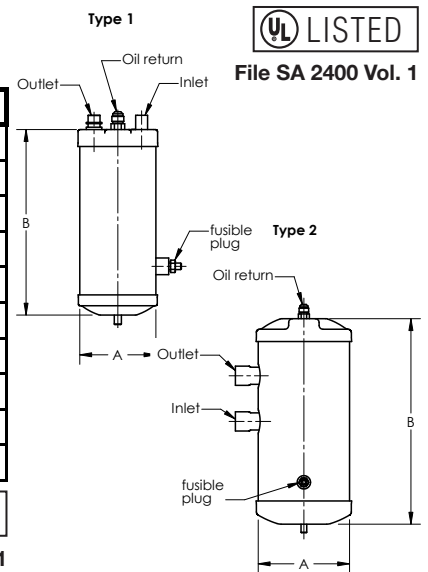 Type 1
UL LISTED
File SA 2400 Vol. 1
Oil return
Outlet
Inlet
B
fusible
plug
A
Type 2
Oil return
Outlet
Inlet
B
fusible
plug
A